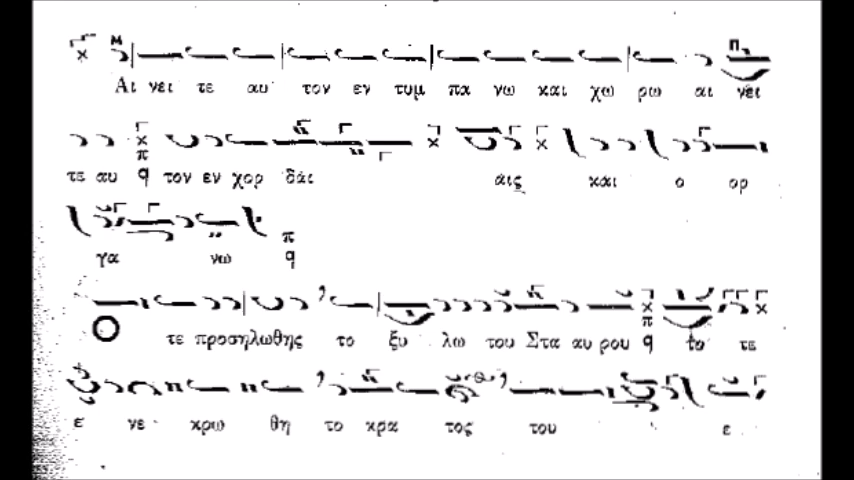 Αι νει τε αυ τον εν τυμ πα νω και χω ρω αι νει
τε αυ τον εν χορ δαις αις και ο ορ
γα νω
Ο τε προσηλωθης το ξυ λω του Στα αυ ρου το τε
ε νε κρω θη το κρα τος του ε